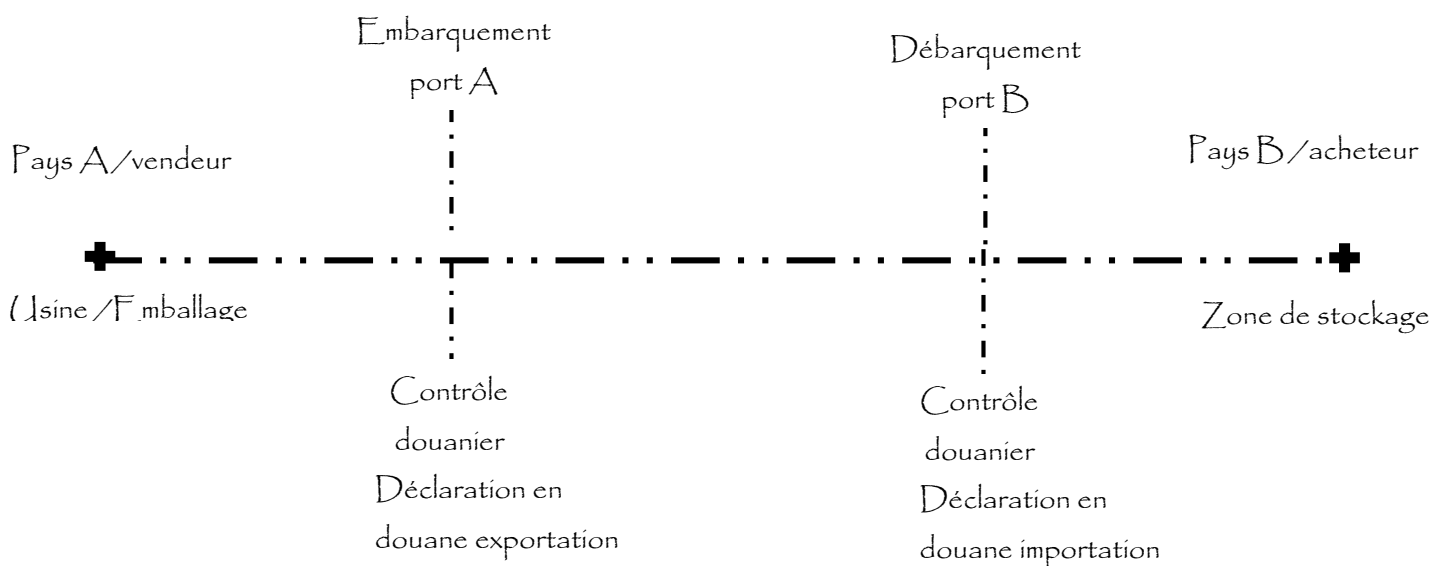 Embarquement
port A
Débarquement
port B
Pays A/vendeur
Pays B/acheteur
Usine/Emballage
Zone de stockage
Contrôle
douanier
Déclaration en
douane exportation
Contrôle
douanier
Déclaration en
douane importation